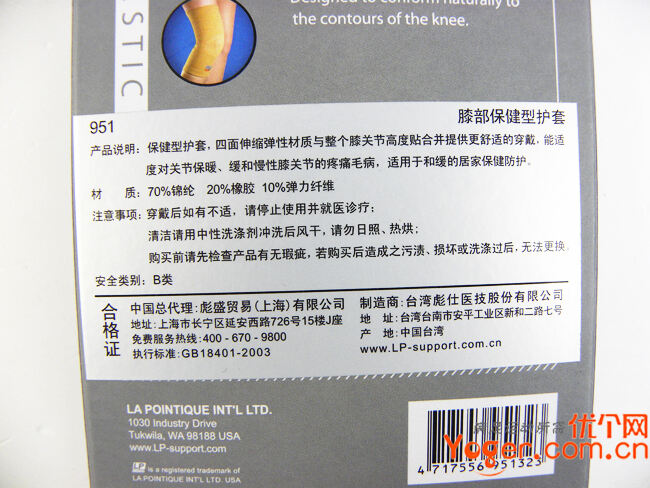 Designed to conform naturally to
the contours of the knee.
STIC
951
膝部保健型护套
产品说明：保健型护套，四面伸缩弹性材质与整个膝关节高度贴合并提供更舒适的穿戴，能适
度对关节保暖、缓和慢性膝关节的疼痛毛病，适用于和缓的居家保健防护。
材 质：70%锦纶 20%橡胶 10%弹力纤维
注意事项：穿戴后如有不适，请停止使用并就医诊疗；
清洁请用中性洗涤剂冲洗后风干，请勿日照、热烘；
购买前请先检查产品有无瑕疵，若购买后造成之污渍、损坏或洗涤过后，无法更换。
安全类别：B类
合格证
中国总代理：彪盛贸易(上海)有限公司
地址：上海市长宁区延安西路726号15楼J座
免费服务热线：400-670-9800
执行标准：GB18401-2003
制造商：台湾彪仕医技股份有限公司
地 址：台湾台南市安平工业区新和二路七号
产 地：中国台湾
www.LP-support.com.cn
LA POINTIQUE INT'L LTD.
1030 Industry Drive
Tukwila, WA 98188 USA
www.LP-support.com
LP is a registered trademark of
LA POINTIQUE INT'L LTD. USA
优个网
Yoger.com.cn
4 717556 951323